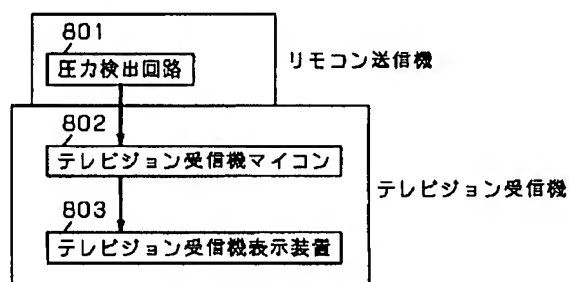 801
圧力検出回路
リモコン送信機
802
テレビジョン受信機マイコン
テレビジョン受信機
803
テレビジョン受信機表示装置